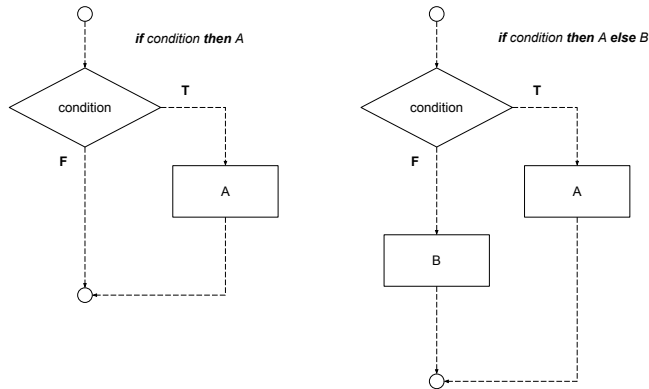 if condition then A
condition
T
F
A
if condition then A else B
condition
T
F
A
B